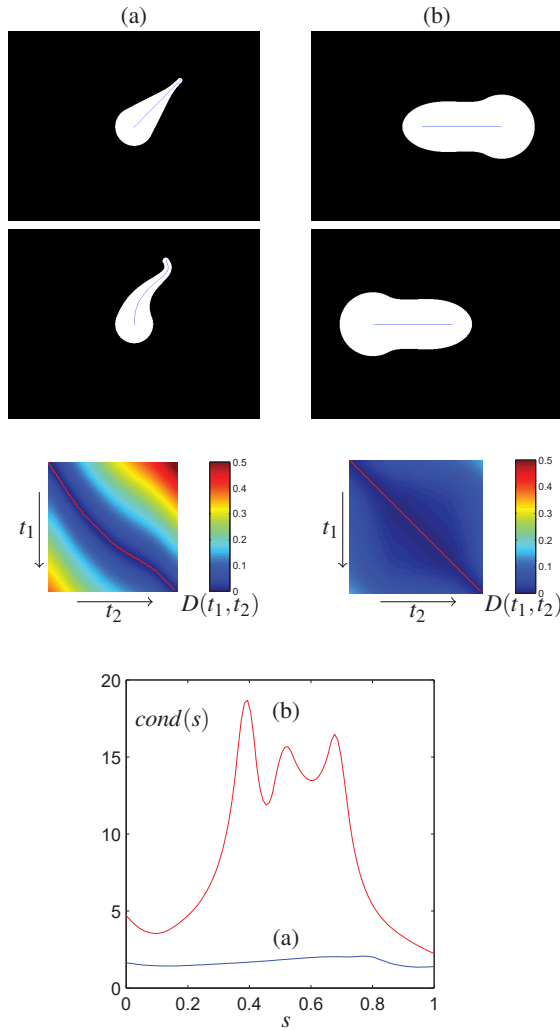 (a) (b)
0.5 0.5
0.4 0.4
t1 0.3 t1 0.3
0.2 0.2
0.1 0.1
0 0
t2 D(t1,t2) t2 D(t1,t2)
20
cond(s) (b)
15
10
5
(a)
0
0 0.2 0.4 0.6 0.8 1
s